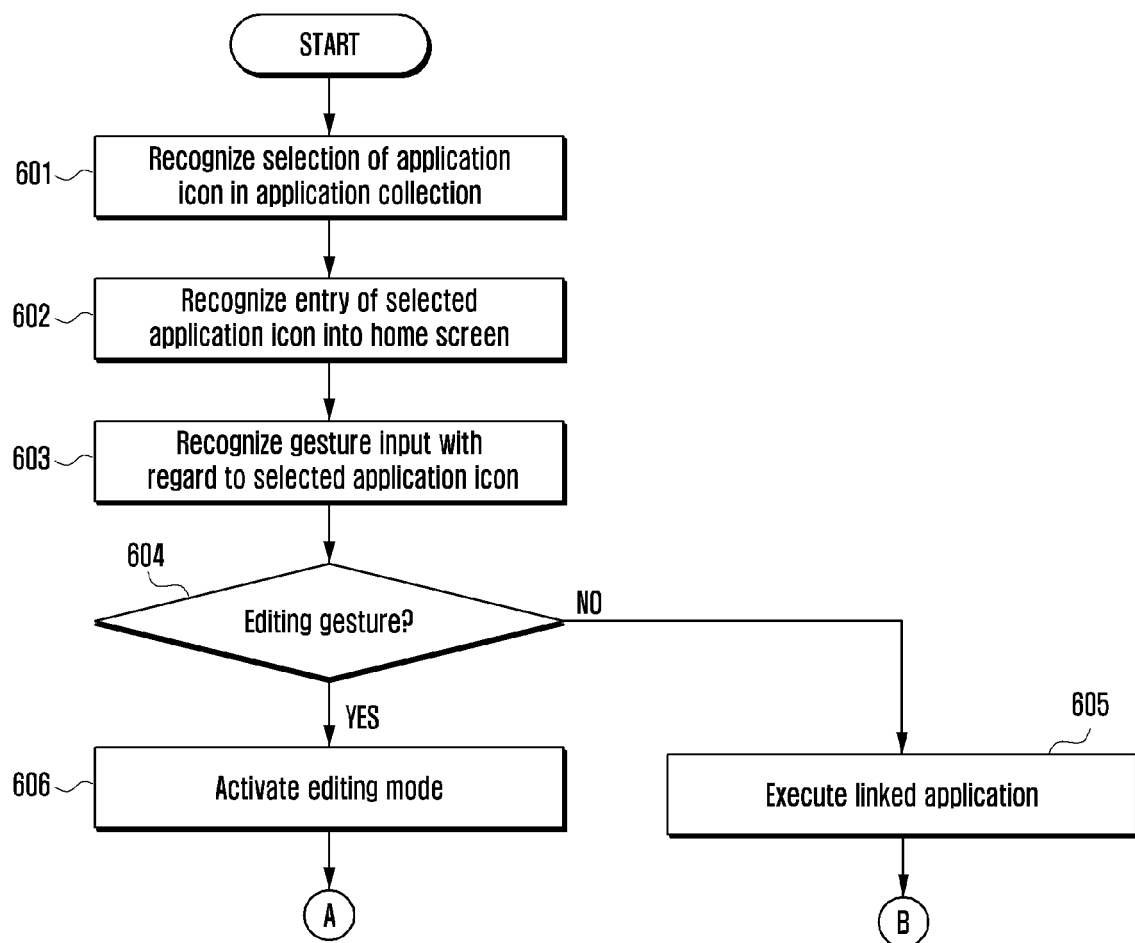 START
601
Recognize selection of application
icon in application collection
602
Recognize entry of selected
application icon into home screen
603
Recognize gesture input with
regard to selected application icon
604
Editing gesture?
NO
YES
605
606
Activate editing mode
Execute linked application
A
B